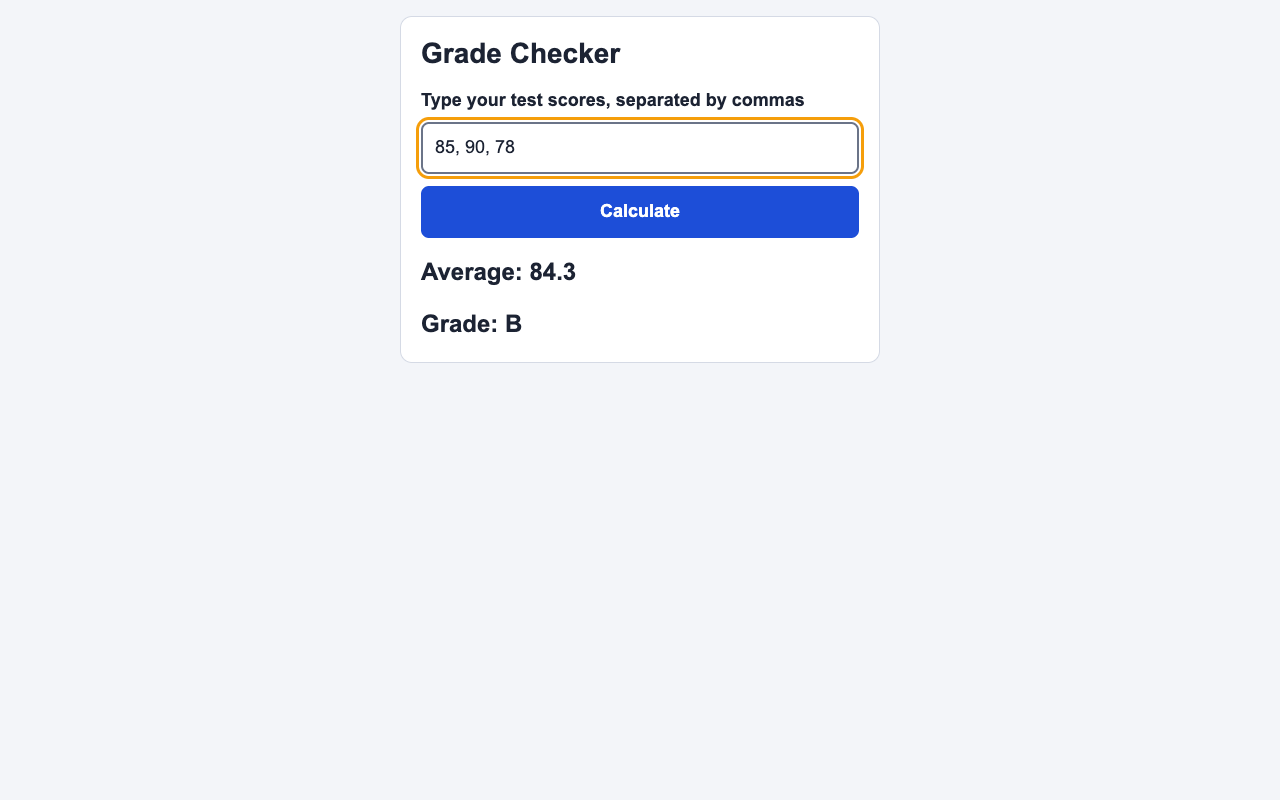 Grade Checker
Type your test scores, separated by commas
85, 90, 78
Calculate
Average: 84.3
Grade: B